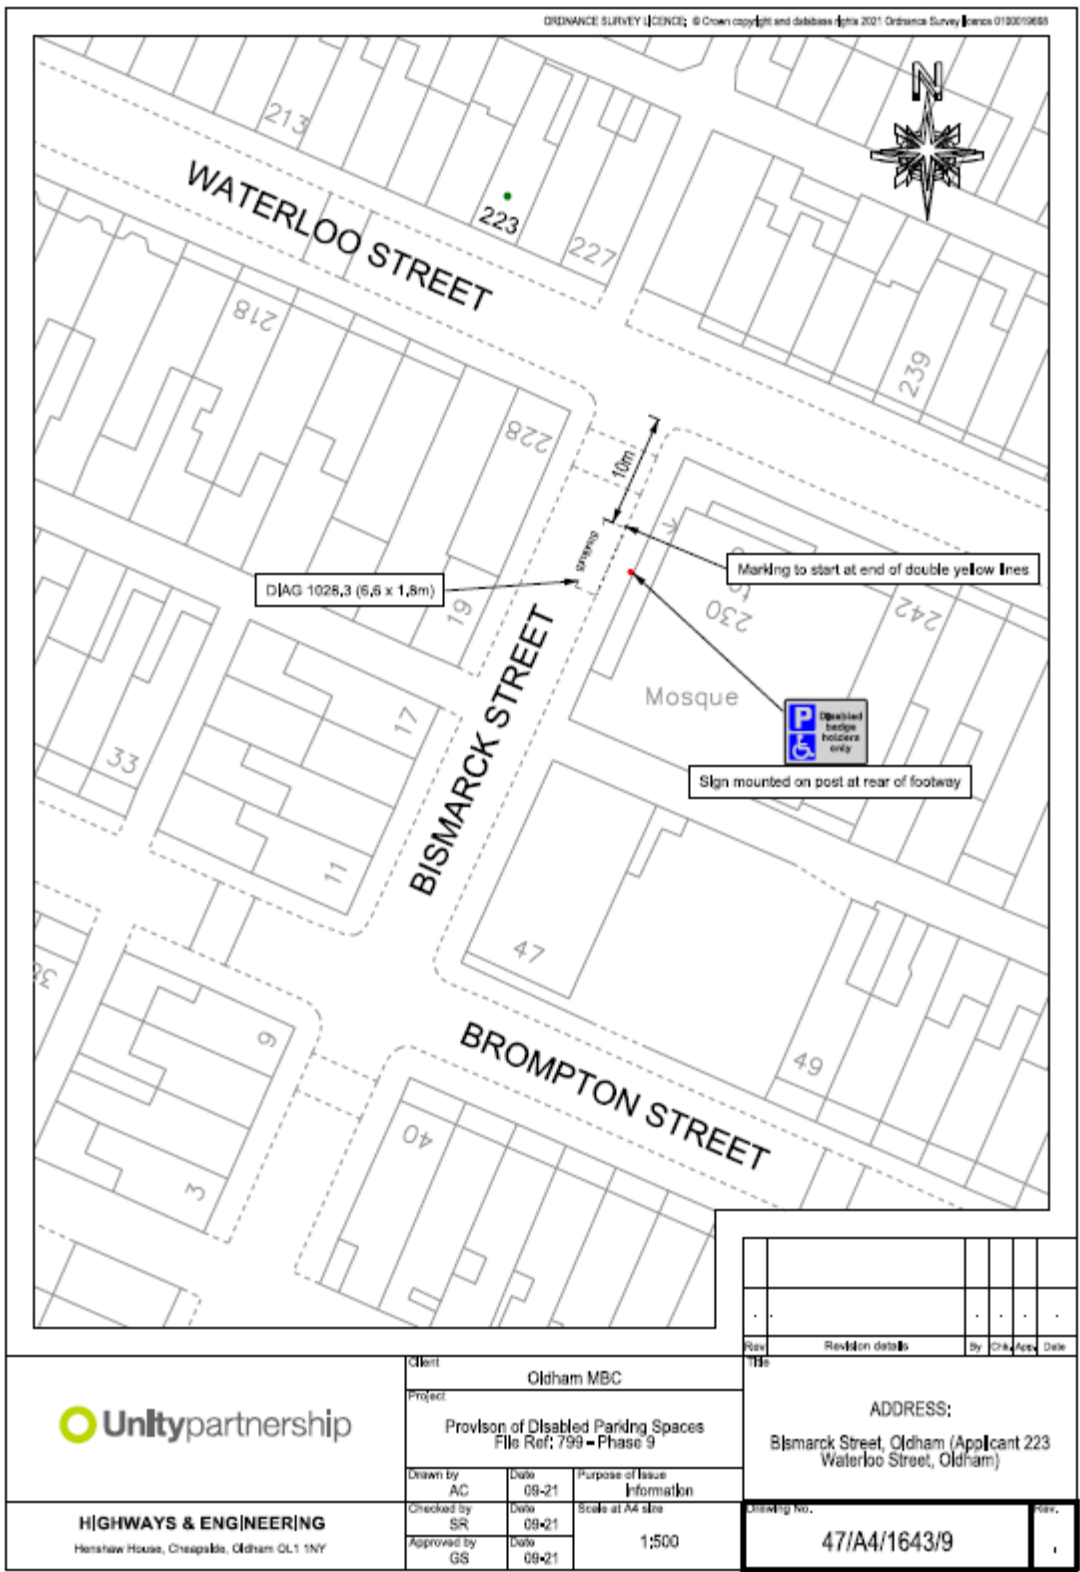 ORDNANCE SURVEY LICENCE; © Crown copyright and database rights 2021 Ordnance Survey licence 0100019668
N
213
WATERLOO STREET
223
227
218
239
228
10m
DISABLED
Marking to start at end of double yellow lines
DIAG 1028.3 (6.6 x 1.8m)
19
230
to
242
BISMARCK STREET
Mosque
P
Disabled
badge
holders
only
Sign mounted on post at rear of footway
17
33
11
47
38
9
BROMPTON STREET
49
40
3
Rev
Revision details
By
Chk.
App.
Date
Unitypartnership
HIGHWAYS & ENGINEERING
Henshaw House, Cheapside, Oldham OL1 1NY
Client
Oldham MBC
Project
Provison of Disabled Parking Spaces
File Ref: 799 - Phase 9
Drawn by
AC
Date
09-21
Purpose of Issue
Information
Checked by
SR
Date
09-21
Scale at A4 size
1:500
Approved by
GS
Date
09-21
Title
ADDRESS:
Bismarck Street, Oldham (Applicant 223
Waterloo Street, Oldham)
Drawing No.
47/A4/1643/9
Rev.